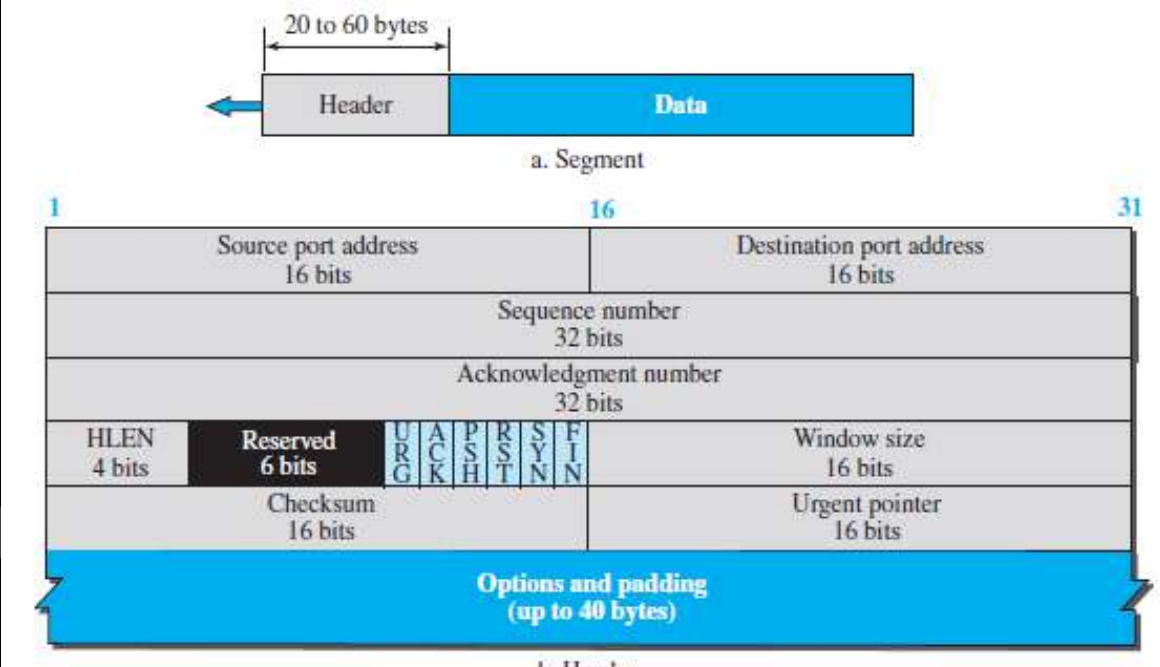 20 to 60 bytes
Header
Data
a. Segment
1
16
31
Source port address
16 bits
Destination port address
16 bits
Sequence number
32 bits
Acknowledgment number
32 bits
HLEN
4 bits
Reserved
6 bits
URG
ACK
PSH
RST
SYN
FIN
Window size
16 bits
Checksum
16 bits
Urgent pointer
16 bits
Options and padding
(up to 40 bytes)